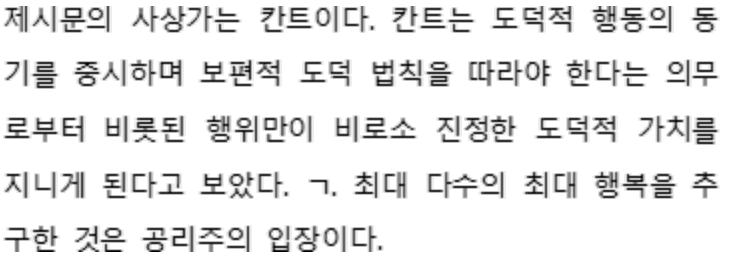 제시문의 사상가는 칸트이다. 칸트는 도덕적 행동의 동
기를 중시하며 보편적 도덕 법칙을 따라야 한다는 의무
로부터 비롯된 행위만이 비로소 진정한 도덕적 가치를
지니게 된다고 보았다. ㄱ. 최대 다수의 최대 행복을 추
구한 것은 공리주의 입장이다.